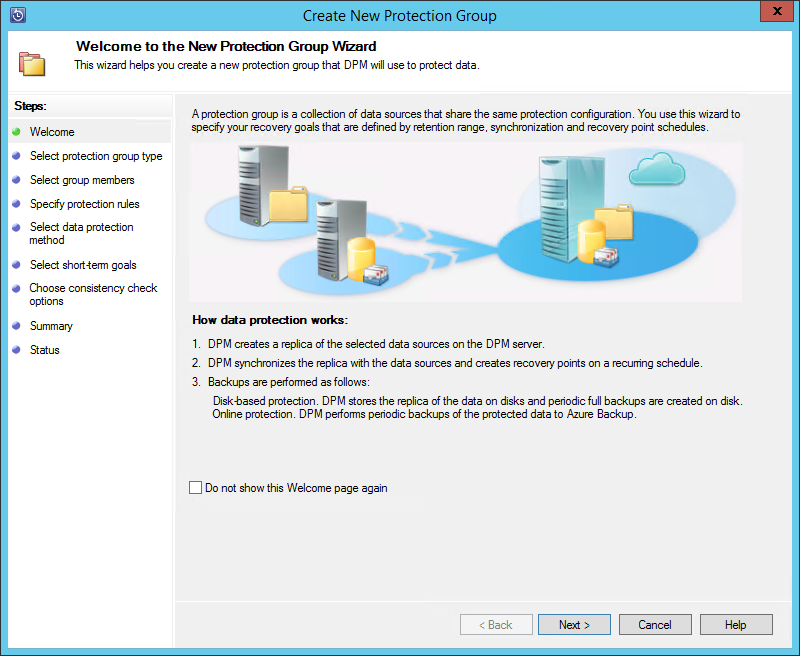 Create New Protection Group
x
Welcome to the New Protection Group Wizard
This wizard helps you create a new protection group that DPM will use to protect data.
Steps:
Welcome
Select protection group type
Select group members
Specify protection rules
Select data protection
method
Select short-term goals
Choose consistency check
options
Summary
Status
A protection group is a collection of data sources that share the same protection configuration. You use this wizard to
specify your recovery goals that are defined by retention range, synchronization and recovery point schedules.
How data protection works:
1. DPM creates a replica of the selected data sources on the DPM server.
2. DPM synchronizes the replica with the data sources and creates recovery points on a recurring schedule.
3. Backups are performed as follows:
Disk-based protection. DPM stores the replica of the data on disks and periodic full backups are created on disk.
Online protection. DPM performs periodic backups of the protected data to Azure Backup.
Do not show this Welcome page again
< Back
Next >
Cancel
Help